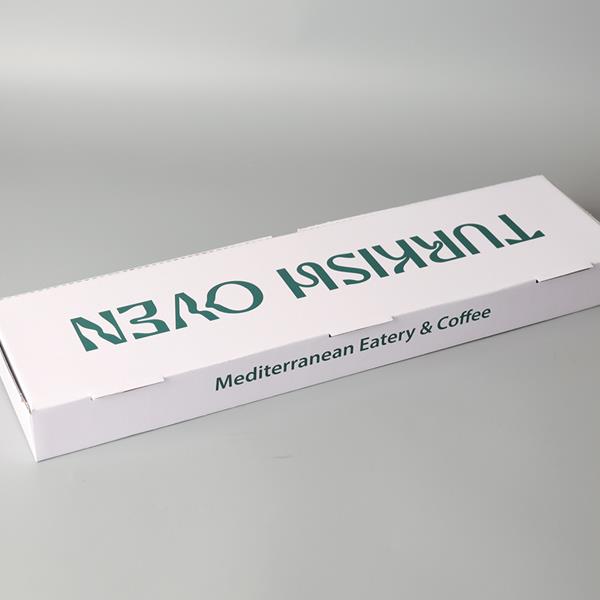 TURKISH OVEN
Mediterranean Eatery & Coffee